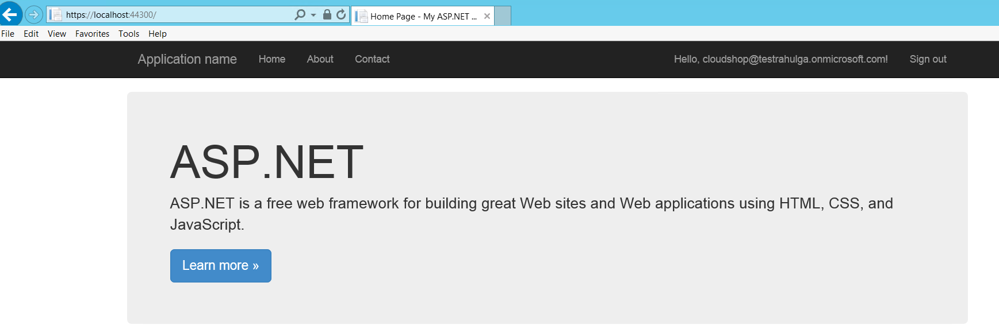 https://localhost:44300/
Home Page - My ASP.NET ...
File Edit View Favorites Tools Help
Application name Home About Contact Hello, cloudshop@testrahulga.onmicrosoft.com! Sign out
ASP.NET
ASP.NET is a free web framework for building great Web sites and Web applications using HTML, CSS, and
JavaScript.
Learn more »